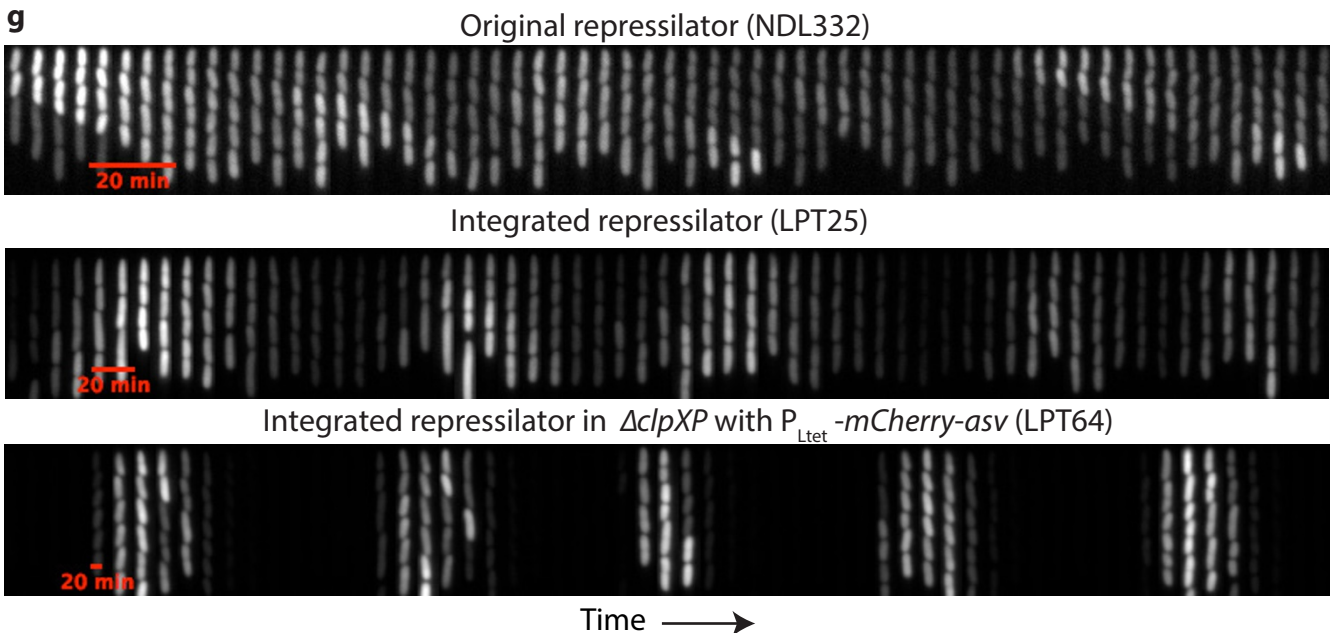 g
Original repressilator (NDL332)
20 min
Integrated repressilator (LPT25)
20 min
Integrated repressilator in ΔclpXP with PLtet -mCherry-asv (LPT64)
20 min
Time